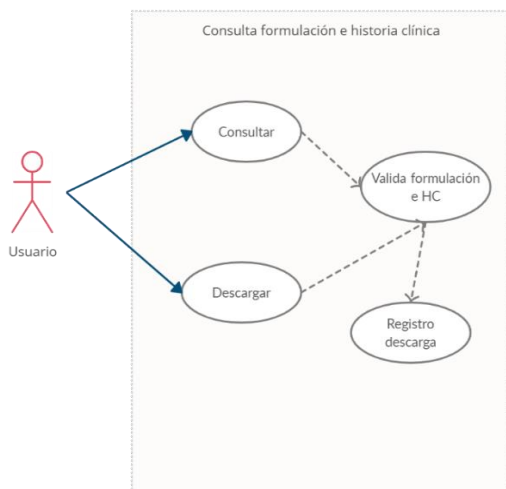 Consulta formulación e historia clínica
Consultar
Valida formulación
e HC
Usuario
Descargar
Registro
descarga